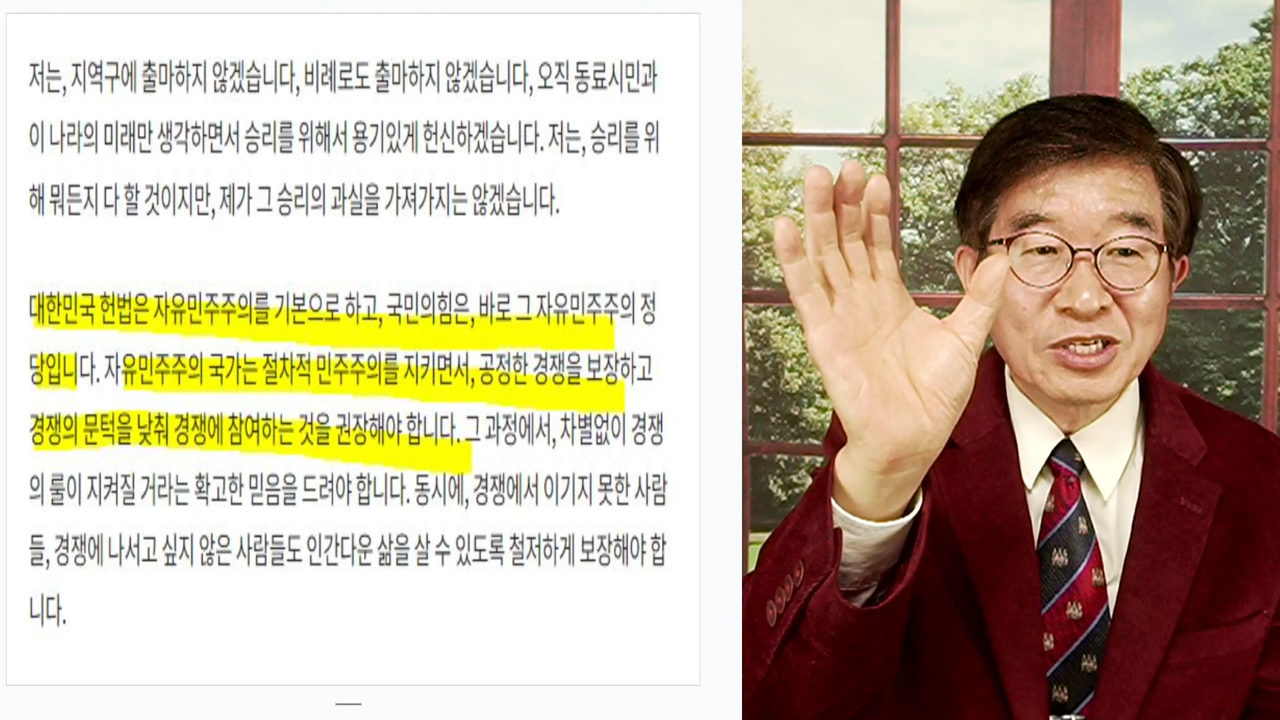 저는, 지역구에 출마하지 않겠습니다, 비례로도 출마하지 않겠습니다, 오직 동료시민과
이 나라의 미래만 생각하면서 승리를 위해서 용기있게 헌신하겠습니다. 저는, 승리를 위
해 뭐든지 다 할 것이지만, 제가 그 승리의 과실을 가져가지는 않겠습니다.
대한민국 헌법은 자유민주주의를 기본으로 하고, 국민의힘은, 바로 그 자유민주주의 정
당입니다. 자유민주주의 국가는 절차적 민주주의를 지키면서, 공정한 경쟁을 보장하고
경쟁의 문턱을 낮춰 경쟁에 참여하는 것을 권장해야 합니다. 그 과정에서, 차별없이 경쟁
의 룰이 지켜질 거라는 확고한 믿음을 드려야 합니다. 동시에, 경쟁에서 이기지 못한 사람
들, 경쟁에 나서고 싶지 않은 사람들도 인간다운 삶을 살 수 있도록 철저하게 보장해야 합
니다.